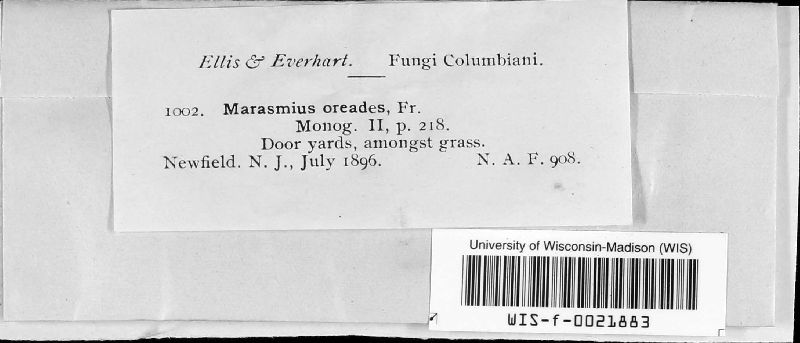 Ellis & Everhart. Fungi Columbiani.
1002. Marasmius oreades, Fr.
Monog. II, p. 218.
Door yards, amongst grass.
Newfield. N. J., July 1896. N. A. F. 908.
University of Wisconsin-Madison (WIS)
WIS-f-0021883